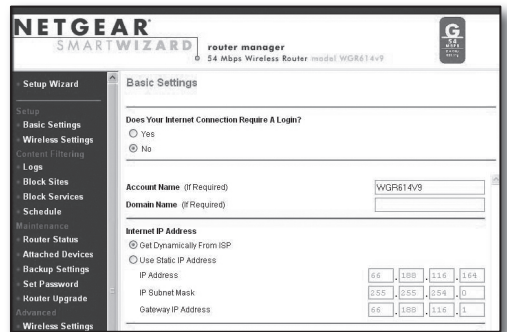 NETGEAR
SMARTWIZARD router manager
54 Mbps Wireless Router model WGR614v9
G
54
Setup Wizard
Setup
Basic Settings
Wireless Settings
Content Filtering
Logs
Block Sites
Block Services
Schedule
Maintenance
Router Status
Attached Devices
Backup Settings
Set Password
Router Upgrade
Advanced
Wireless Settings
Basic Settings
Does Your Internet Connection Require A Login?
Yes
No
Account Name (If Required) WGR614V9
Domain Name (If Required)
Internet IP Address
Get Dynamically From ISP
Use Static IP Address
IP Address 66 . 188 . 116 . 164
IP Subnet Mask 255 . 255 . 254 . 0
Gateway IP Address 66 . 188 . 116 . 1